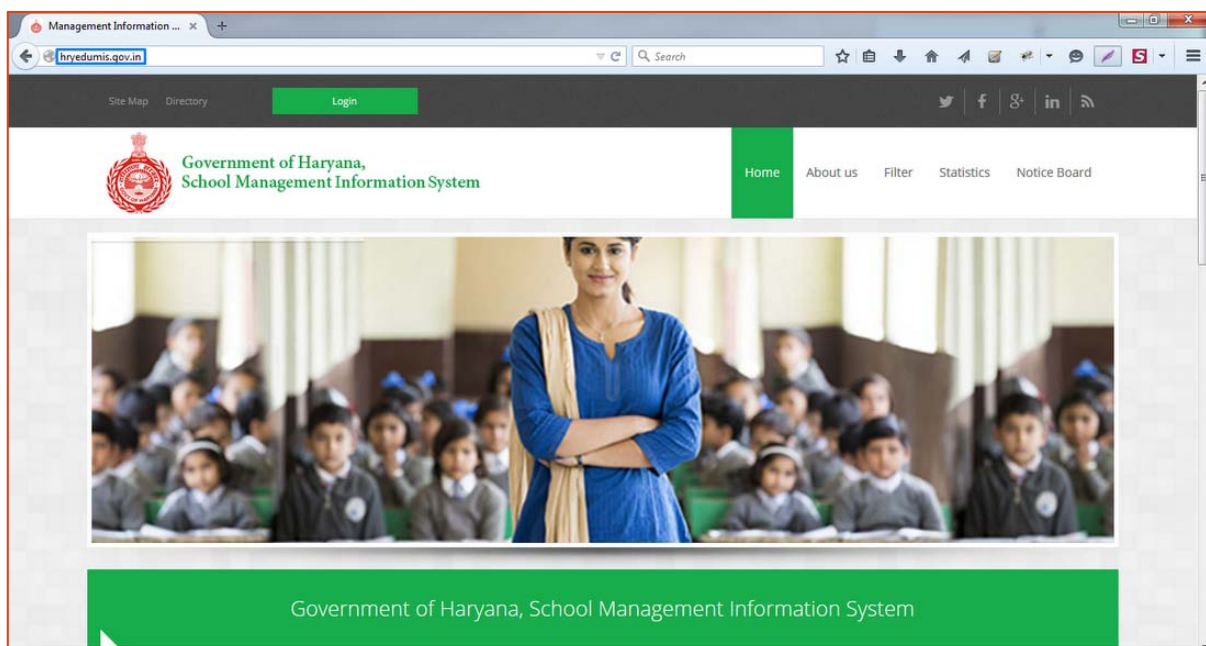 Management Information ...
hryedumis.gov.in
Search
Site Map Directory Login
Government of Haryana,
School Management Information System
Home About us Filter Statistics Notice Board
Government of Haryana, School Management Information System